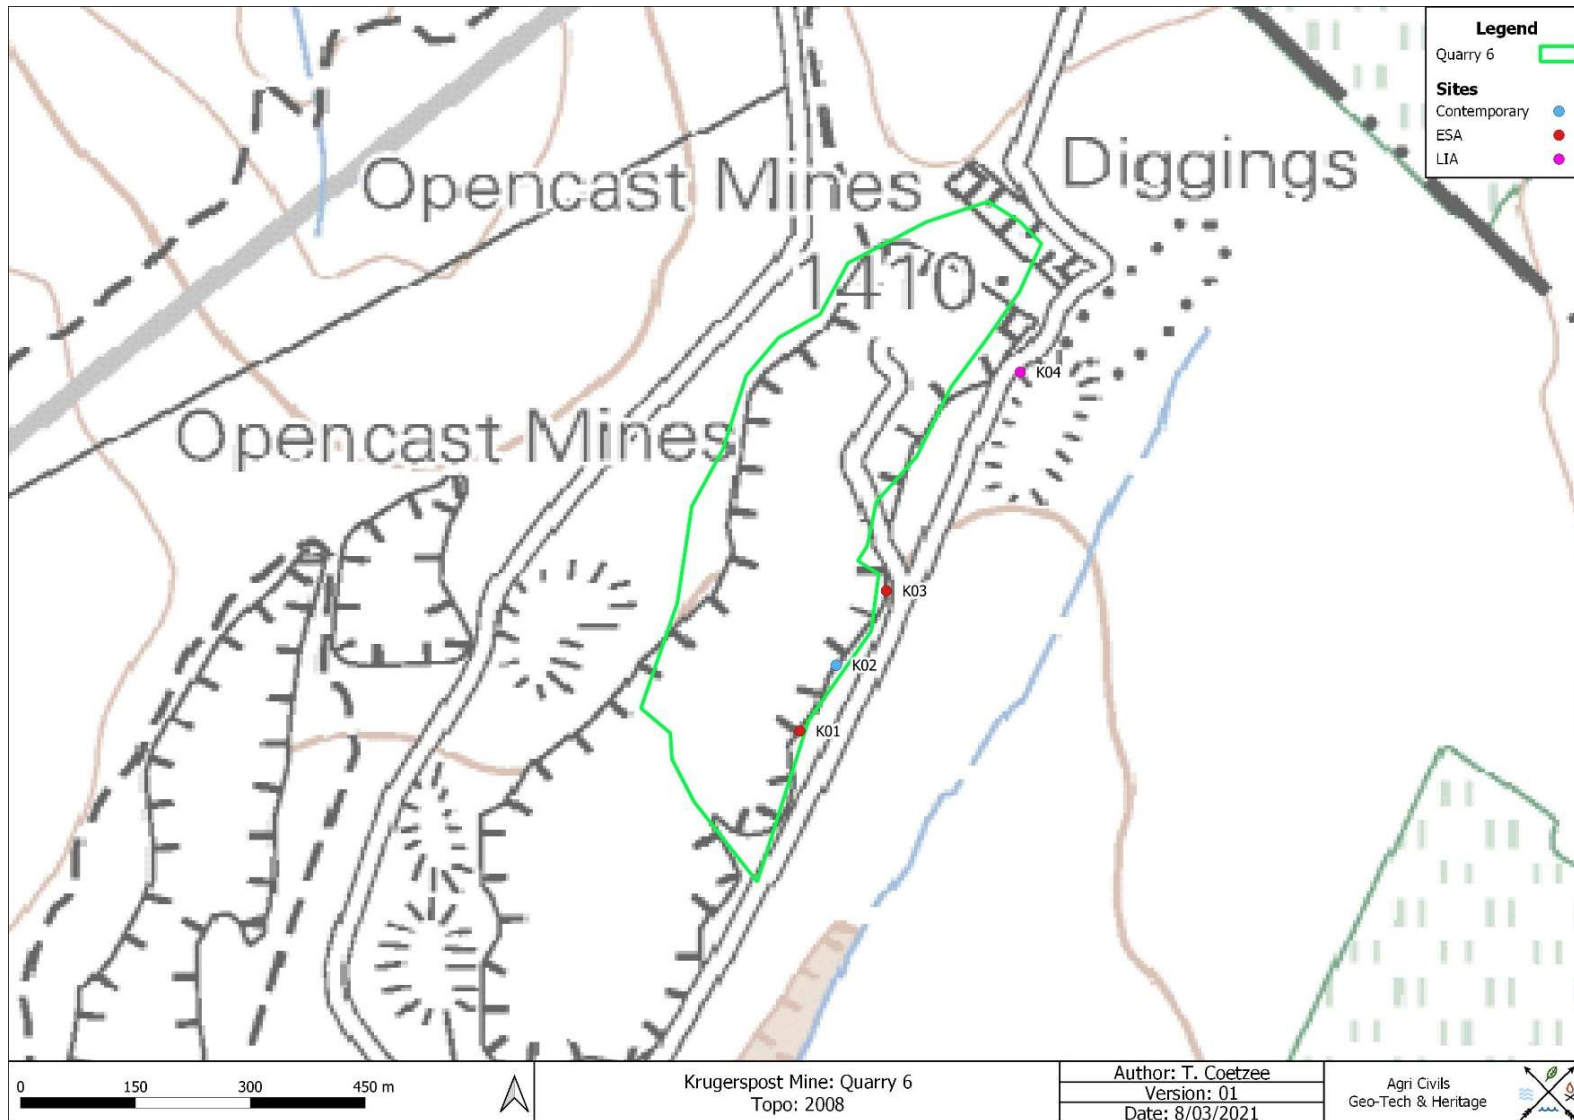 Legend
Quarry 6
Sites
Contemporary
ESA
LIA
Opencast Mines
Diggings
1410
Opencast Mines
K04
K03
K02
K01
0 150 300 450 m
Krugerspost Mine: Quarry 6
Topo: 2008
Author: T. Coetzee
Version: 01
Date: 8/03/2021
Agri Civils
Geo-Tech & Heritage